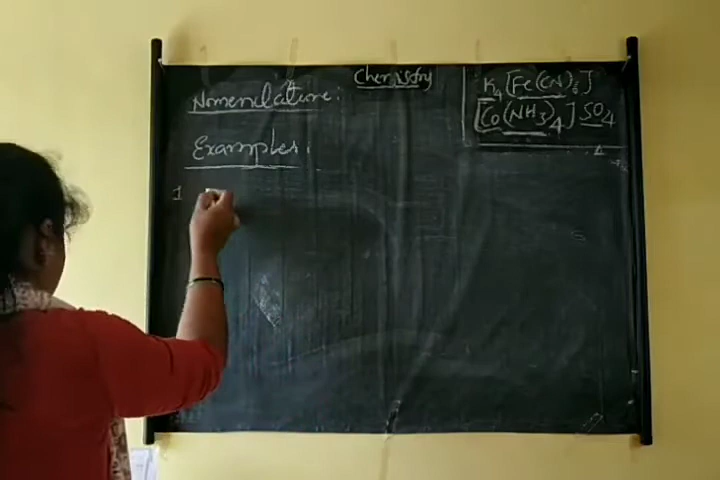 Chemistry
K₄[Fe(CN)₆]
[Co(NH₃)₄]SO₄
Nomenclature:
Examples:
1